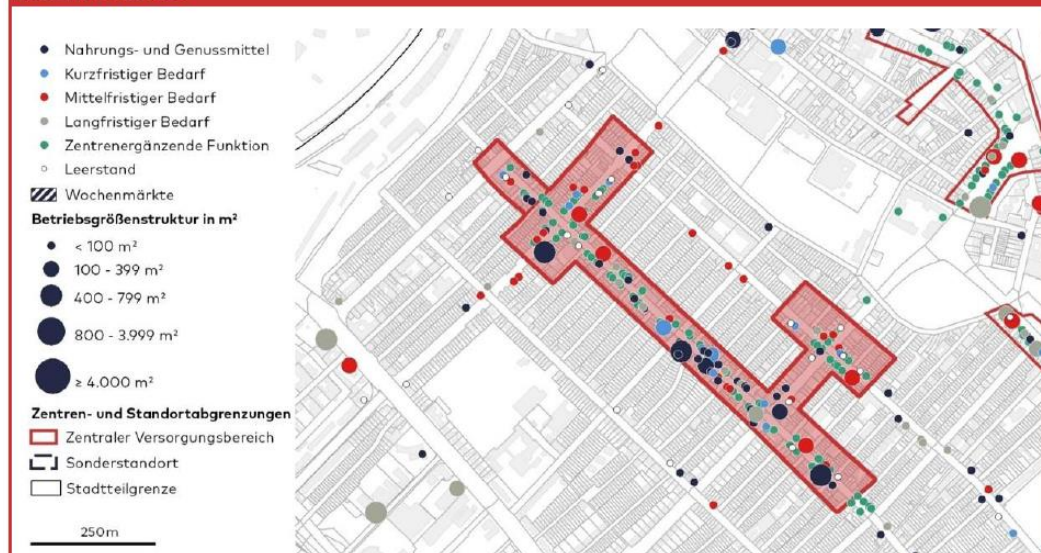 Nahrungs- und Genussmittel
Kurzfristiger Bedarf
Mittelfristiger Bedarf
Langfristiger Bedarf
Zentrenergänzende Funktion
Leerstand
Wochenmärkte
Betriebsgrößenstruktur in m²
< 100 m²
100 - 399 m²
400 - 799 m²
800 - 3.999 m²
≥ 4.000 m²
Zentren- und Standortabgrenzungen
Zentraler Versorgungsbereich
Sonderstandort
Stadtteilgrenze
250m